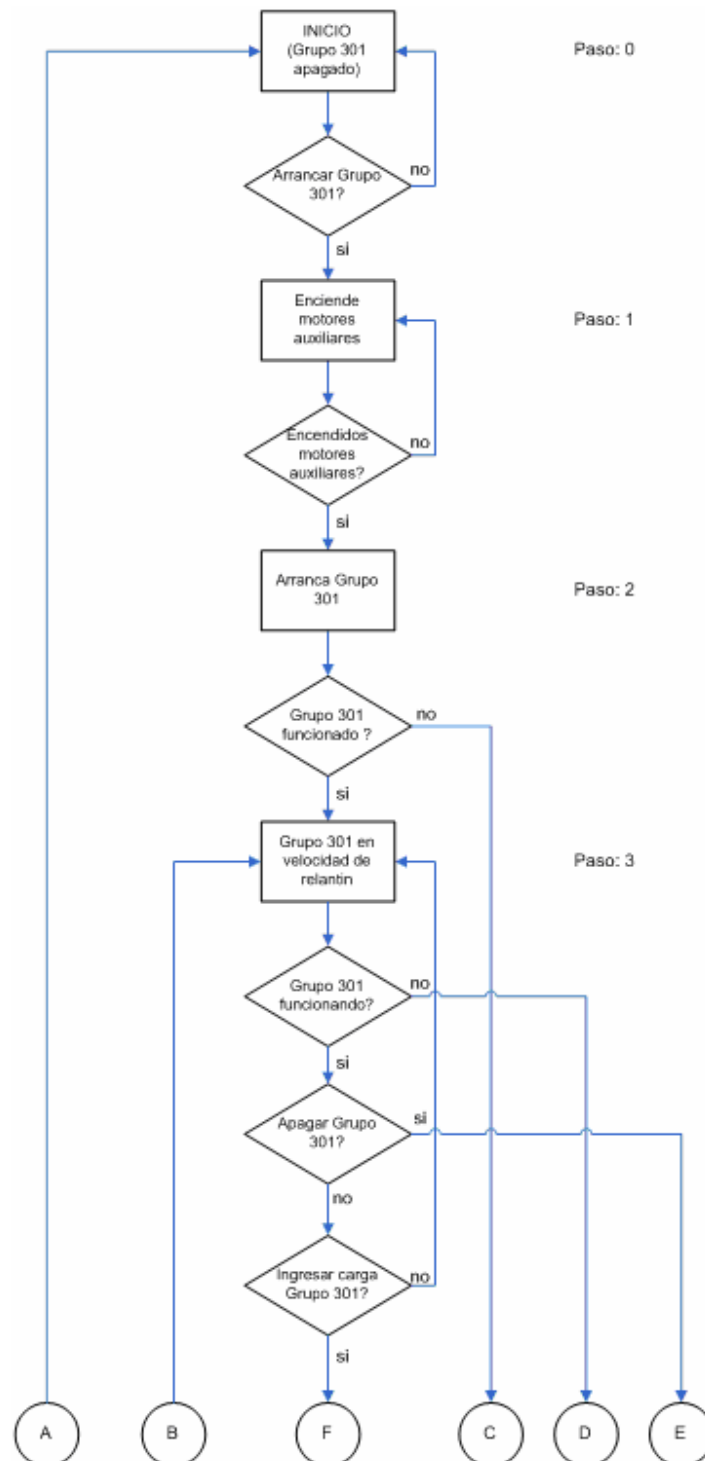 INICIO
(Grupo 301
apagado)
Paso: 0
Arrancar Grupo
301?
no
si
Enciende
motores
auxiliares
Paso: 1
Encendidos
motores
auxiliares?
no
si
Arranca Grupo
301
Paso: 2
Grupo 301
funcionado ?
no
si
Grupo 301 en
velocidad de
relantin
Paso: 3
Grupo 301
funcionando?
no
si
Apagar Grupo
301?
si
no
Ingresar carga
Grupo 301?
no
si
A
B
F
C
D
E